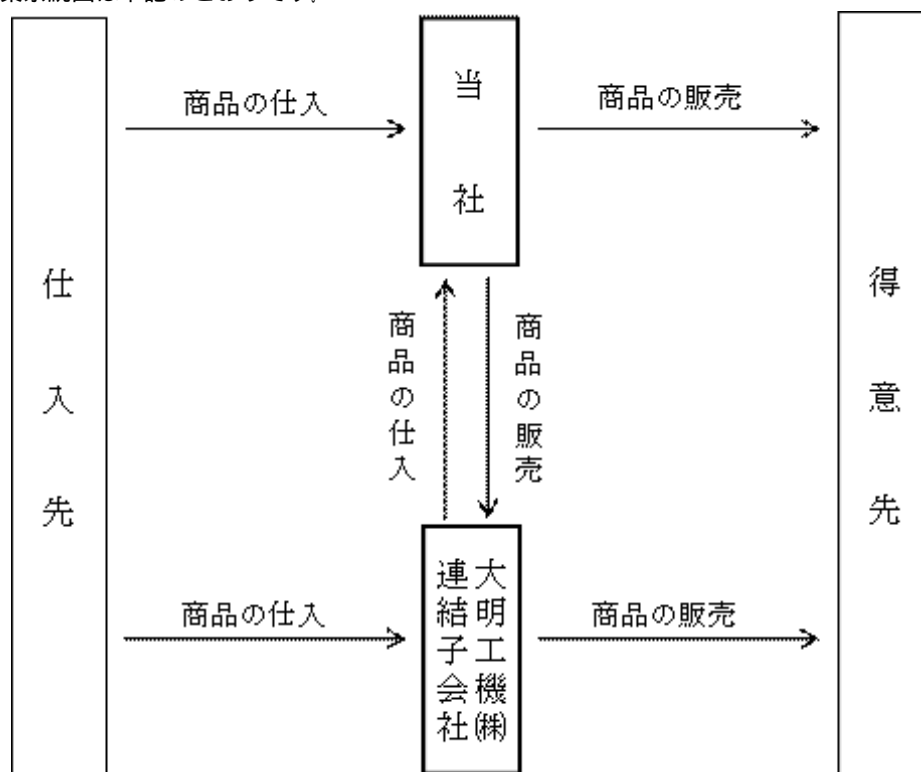 商品の仕入
当社
商品の販売
仕入先
得意先
商品の仕入
商品の販売
商品の仕入
大明工機㈱
連結子会社
商品の販売